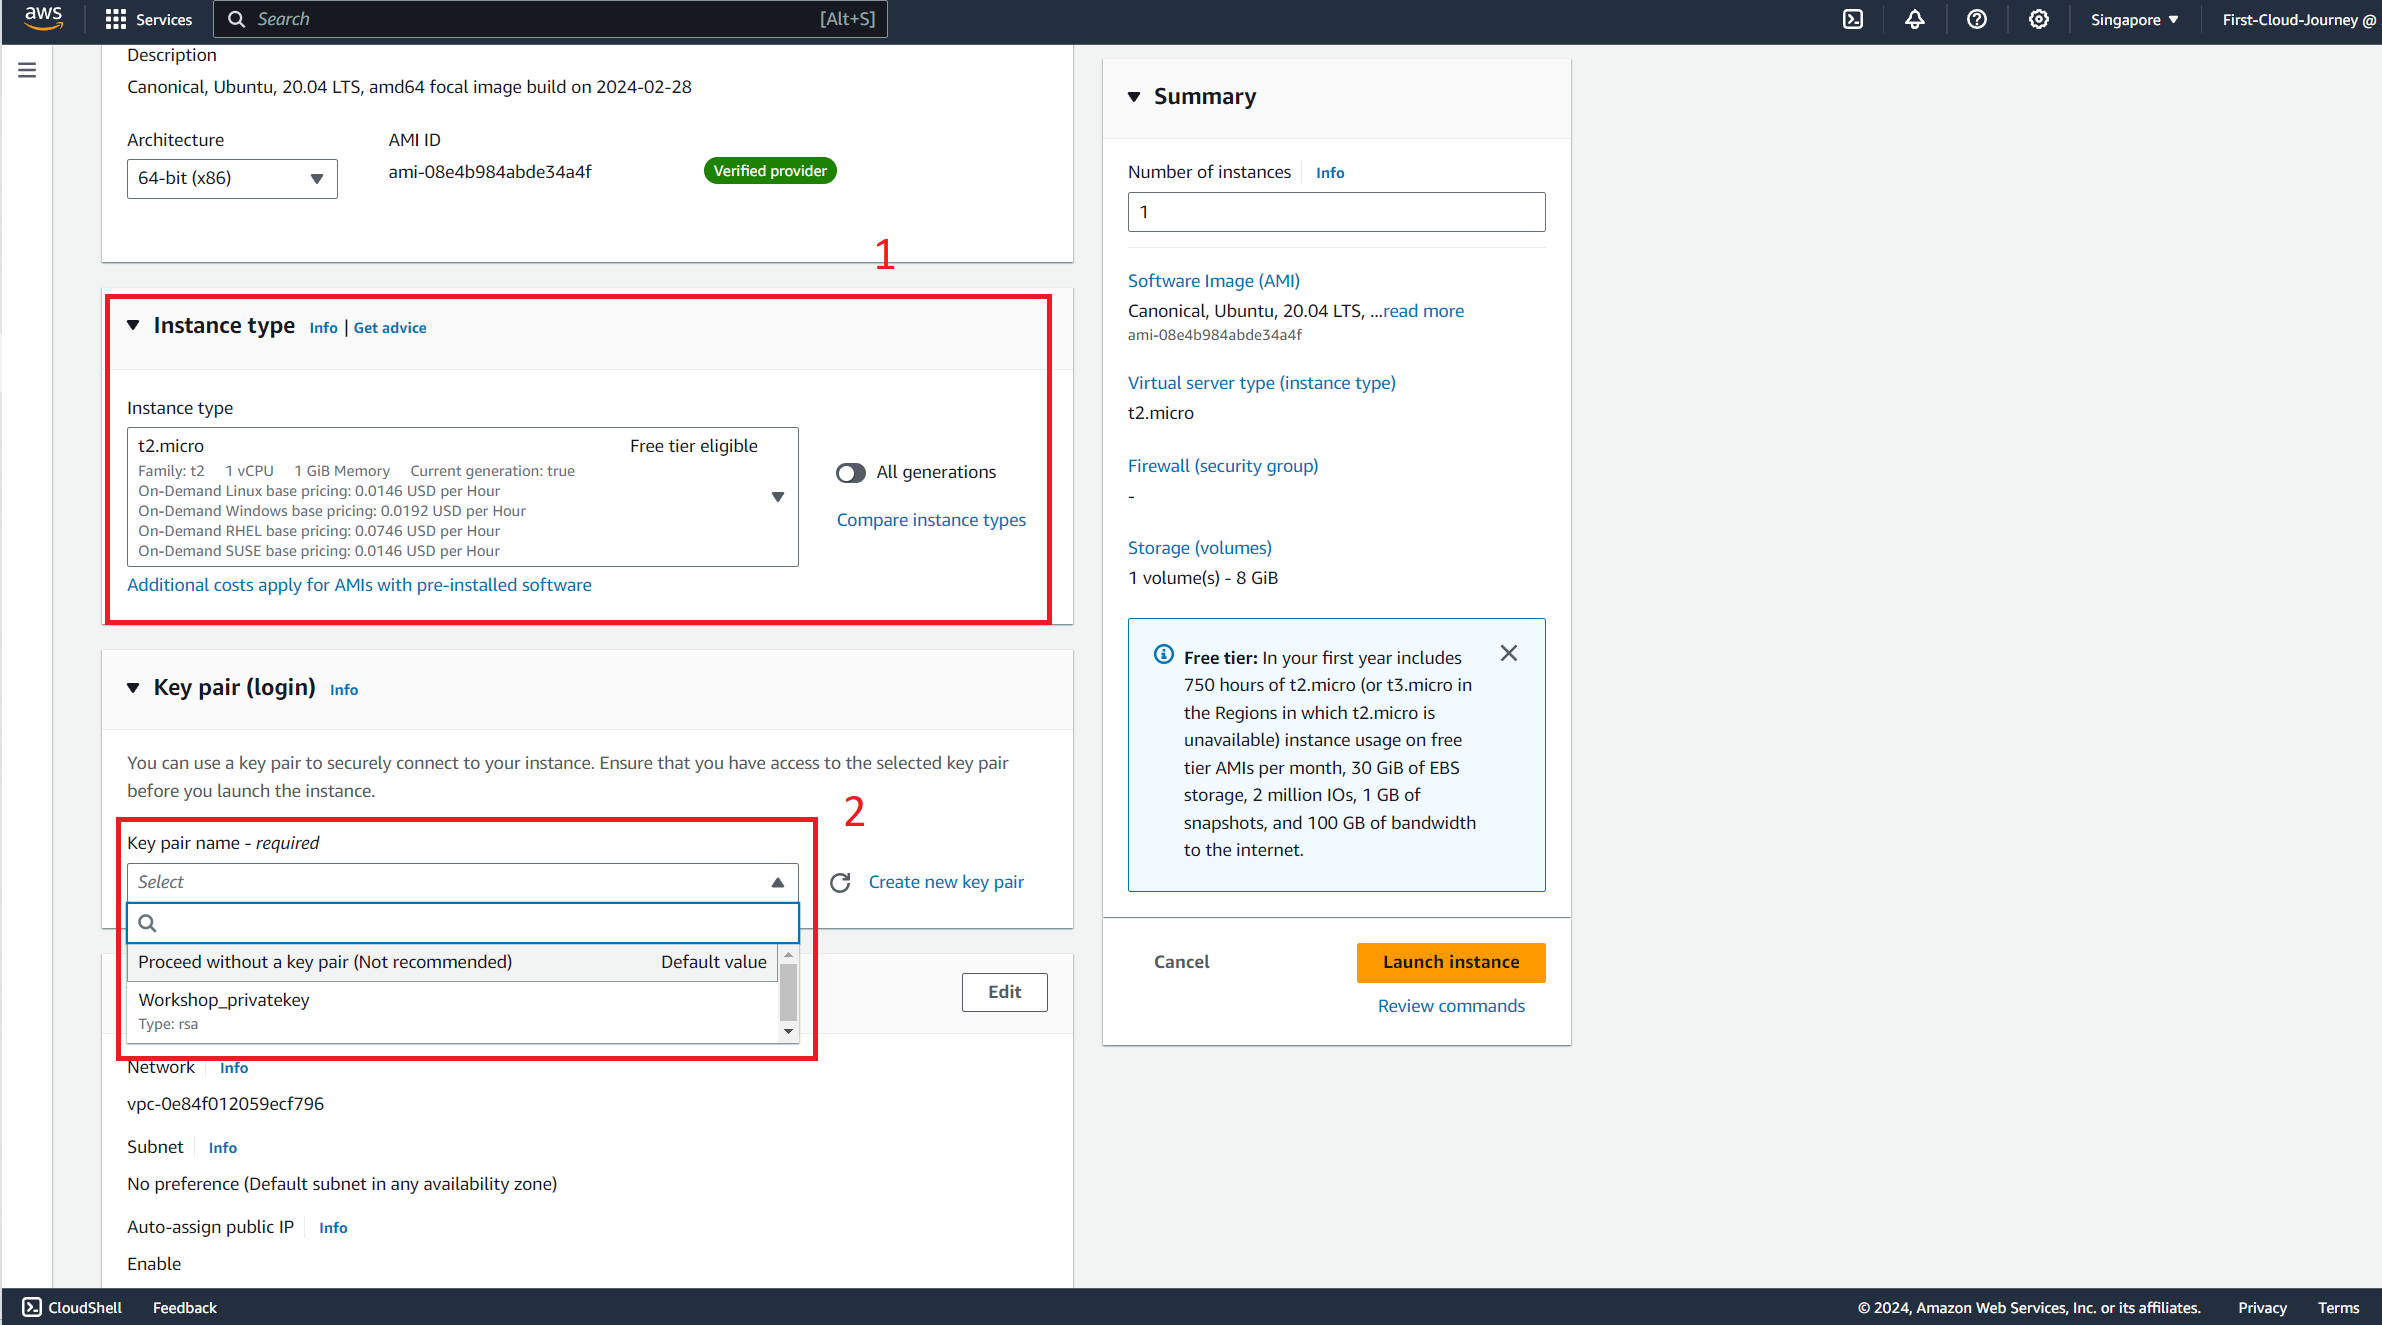 aws
Services
Search
[Alt+S]
Singapore ▼
First-Cloud-Journey @
Description
Canonical, Ubuntu, 20.04 LTS, amd64 focal image build on 2024-02-28
Architecture
AMI ID
64-bit (x86)
ami-08e4b984abde34a4f
Verified provider
1
Instance type
Info | Get advice
Instance type
t2.micro
Free tier eligible
Family: t2 1 vCPU 1 GiB Memory Current generation: true
On-Demand Linux base pricing: 0.0146 USD per Hour
On-Demand Windows base pricing: 0.0192 USD per Hour
On-Demand RHEL base pricing: 0.0746 USD per Hour
On-Demand SUSE base pricing: 0.0146 USD per Hour
All generations
Compare instance types
Additional costs apply for AMIs with pre-installed software
Key pair (login)
Info
You can use a key pair to securely connect to your instance. Ensure that you have access to the selected key pair
before you launch the instance.
2
Key pair name - required
Select
Create new key pair
Proceed without a key pair (Not recommended)
Default value
Workshop_privatekey
Type: rsa
Edit
Network
Info
vpc-0e84f012059ecf796
Subnet
Info
No preference (Default subnet in any availability zone)
Auto-assign public IP
Info
Enable
Summary
Number of instances
Info
1
Software Image (AMI)
Canonical, Ubuntu, 20.04 LTS, ...read more
ami-08e4b984abde34a4f
Virtual server type (instance type)
t2.micro
Firewall (security group)
-
Storage (volumes)
1 volume(s) - 8 GiB
Free tier: In your first year includes
750 hours of t2.micro (or t3.micro in
the Regions in which t2.micro is
unavailable) instance usage on free
tier AMIs per month, 30 GiB of EBS
storage, 2 million IOs, 1 GB of
snapshots, and 100 GB of bandwidth
to the internet.
Cancel
Launch instance
Review commands
CloudShell
Feedback
© 2024, Amazon Web Services, Inc. or its affiliates.
Privacy
Terms